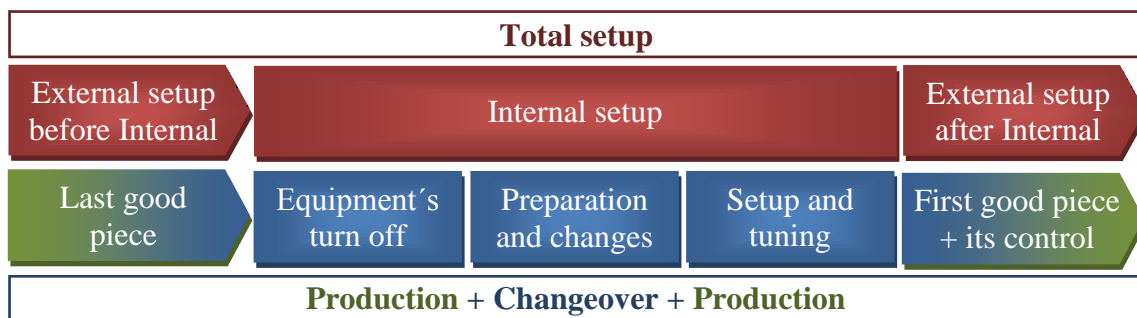 Total setup
External setup
before Internal
Internal setup
External setup
after Internal
Last good
piece
Equipment´s
turn off
Preparation
and changes
Setup and
tuning
First good piece
+ its control
Production + Changeover + Production